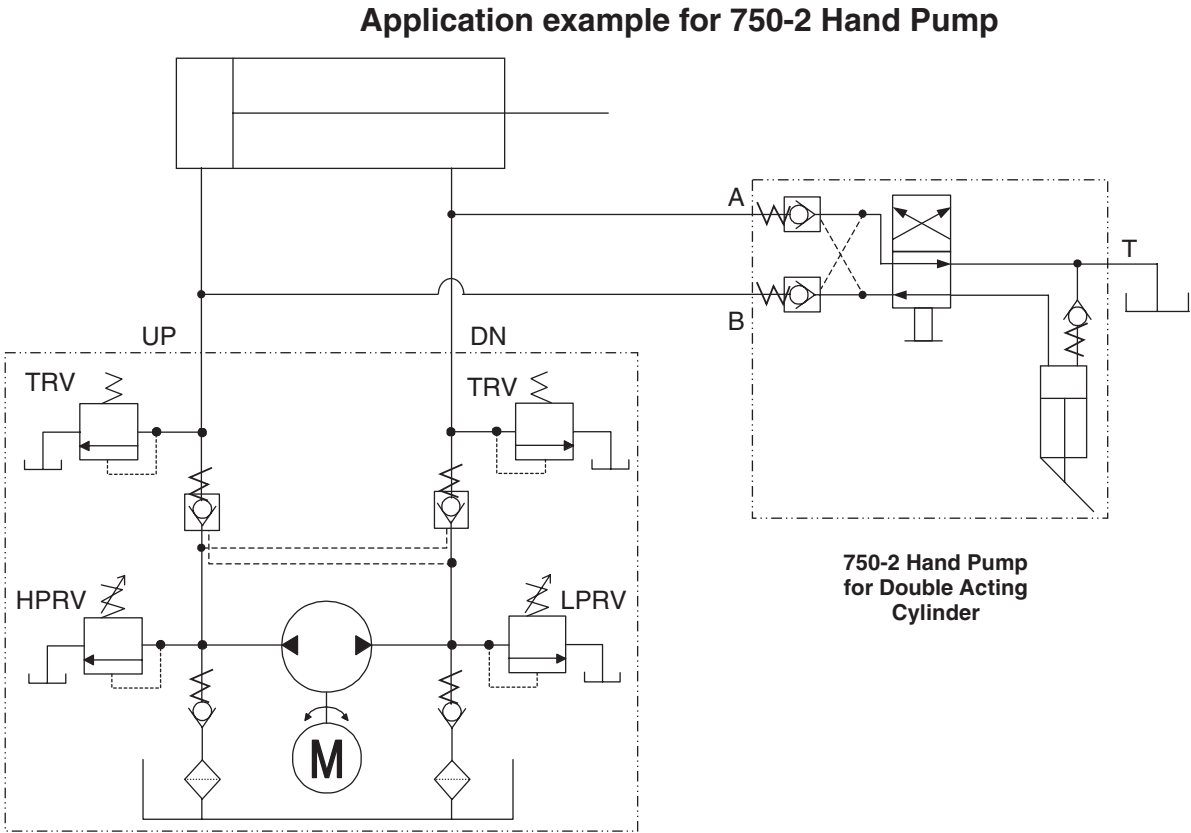 Application example for 750-2 Hand Pump
A
T
B
UP
DN
TRV
TRV
HPRV
LPRV
M
750-2 Hand Pump
for Double Acting
Cylinder